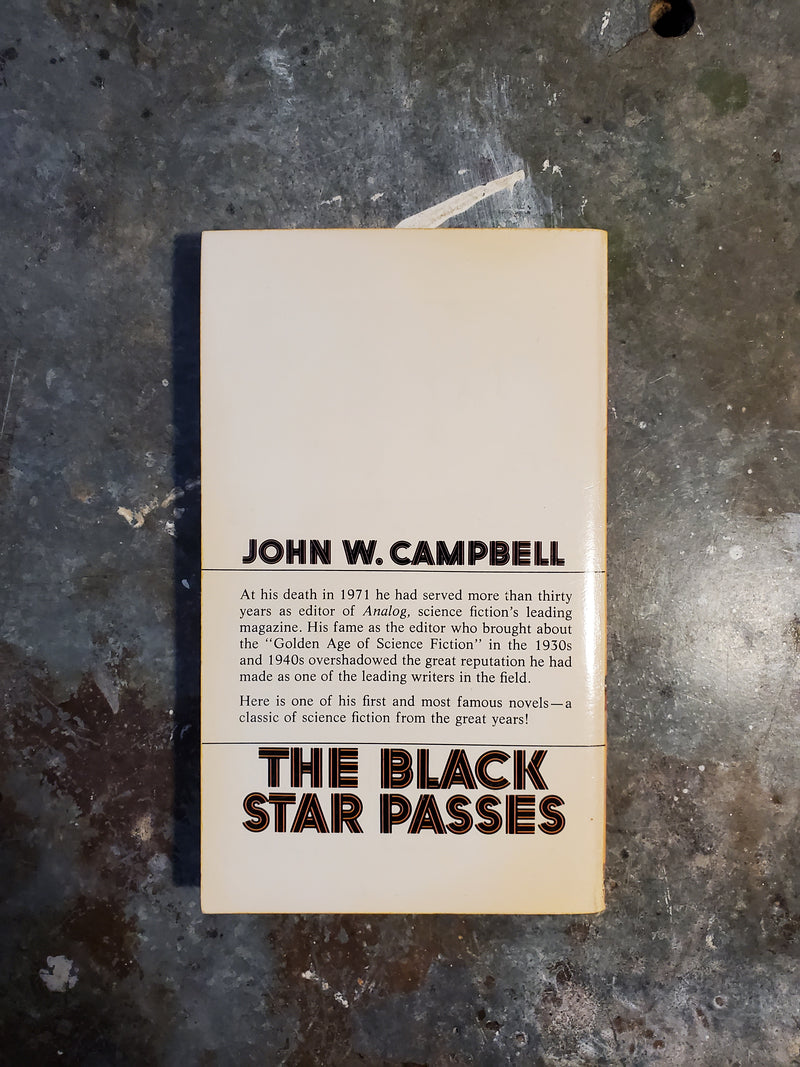 JOHN W. CAMPBELL
At his death in 1971 he had served more than thirty
years as editor of Analog, science fiction's leading
magazine. His fame as the editor who brought about
the "Golden Age of Science Fiction" in the 1930s
and 1940s overshadowed the great reputation he had
made as one of the leading writers in the field.
Here is one of his first and most famous novels—a
classic of science fiction from the great years!
THE BLACK
STAR PASSES